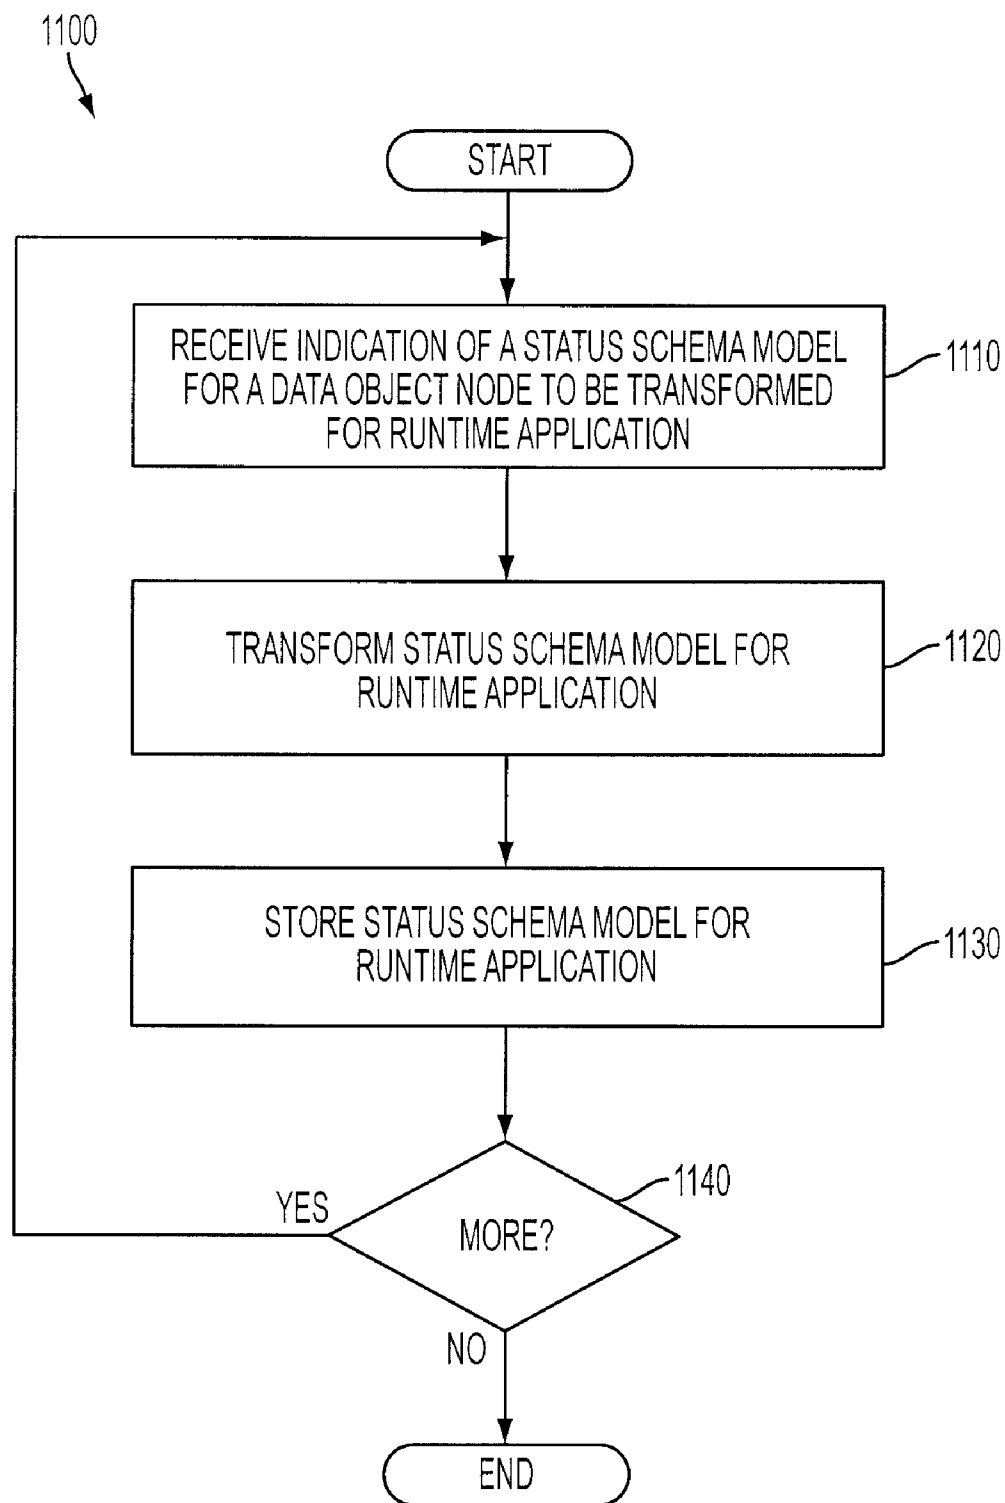 1100
START
RECEIVE INDICATION OF A STATUS SCHEMA MODEL
FOR A DATA OBJECT NODE TO BE TRANSFORMED
FOR RUNTIME APPLICATION
1110
TRANSFORM STATUS SCHEMA MODEL FOR
RUNTIME APPLICATION
1120
STORE STATUS SCHEMA MODEL FOR
RUNTIME APPLICATION
1130
1140
YES
MORE?
NO
END